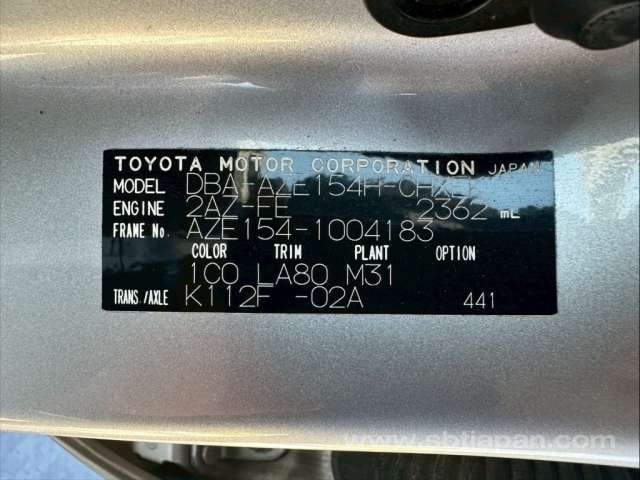 TOYOTA MOTOR CORPORATION JAPAN
MODEL DBA-AZE154H-
ENGINE 2AZ-FE 2362 mL
FRAME No. AZE154-1004183
COLOR TRIM PLANT OPTION
1C0 LA80 M31
TRANS./AXLE K112F -02A 441
www.sbtjapan.com